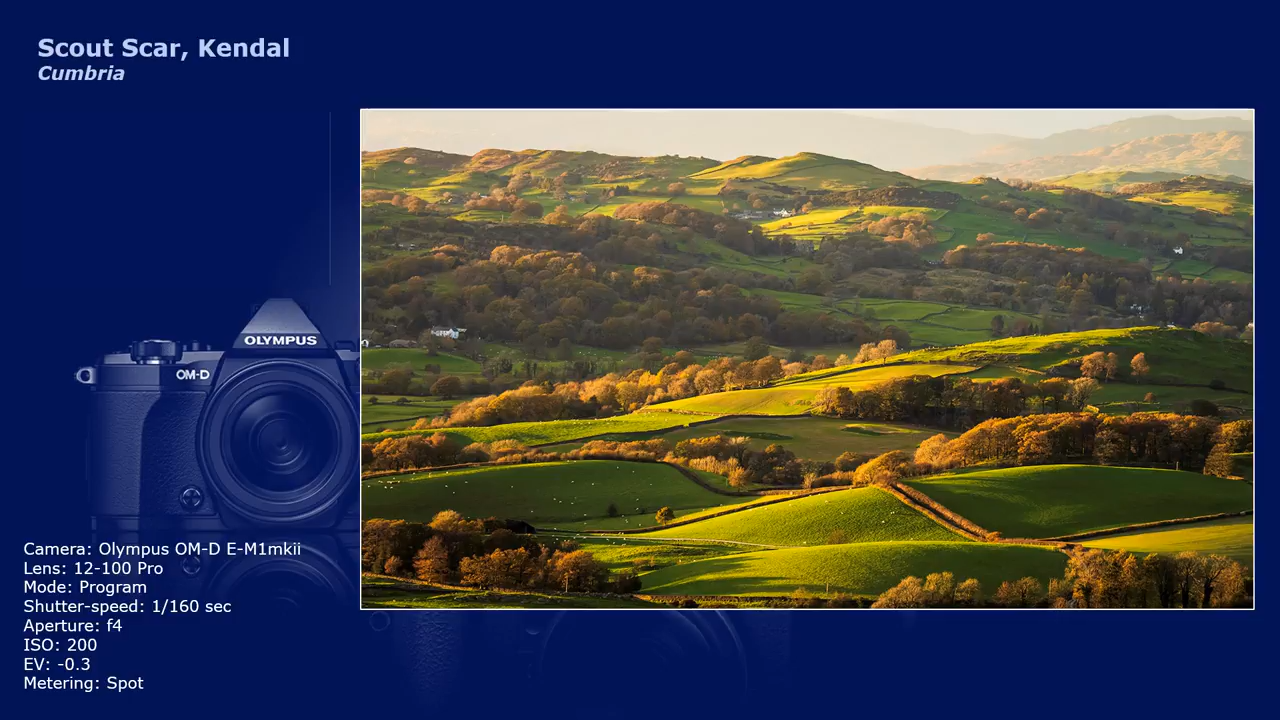 Scout Scar, Kendal
Cumbria
OLYMPUS
OM-D
Camera: Olympus OM-D E-M1mkii
Lens: 12-100 Pro
Mode: Program
Shutter-speed: 1/160 sec
Aperture: f4
ISO: 200
EV: -0.3
Metering: Spot